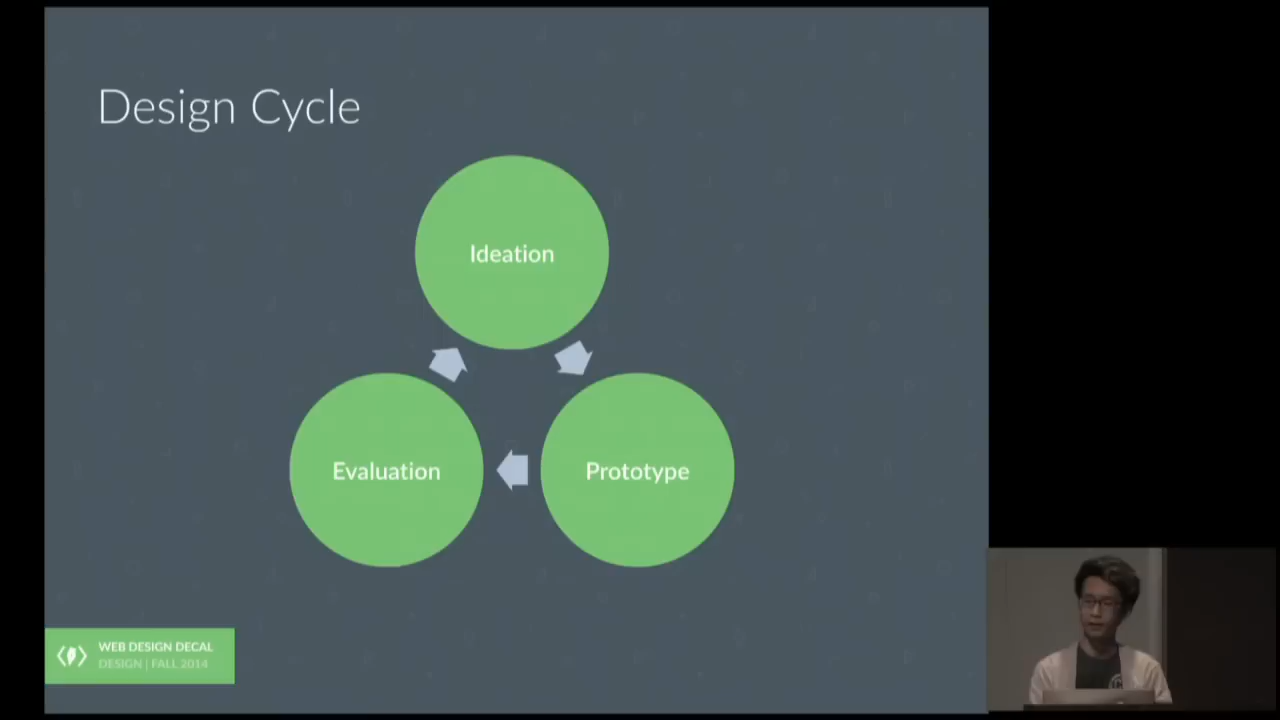 Design Cycle
Ideation
Evaluation
Prototype
WEB DESIGN DECAL
DESIGN | FALL 2014